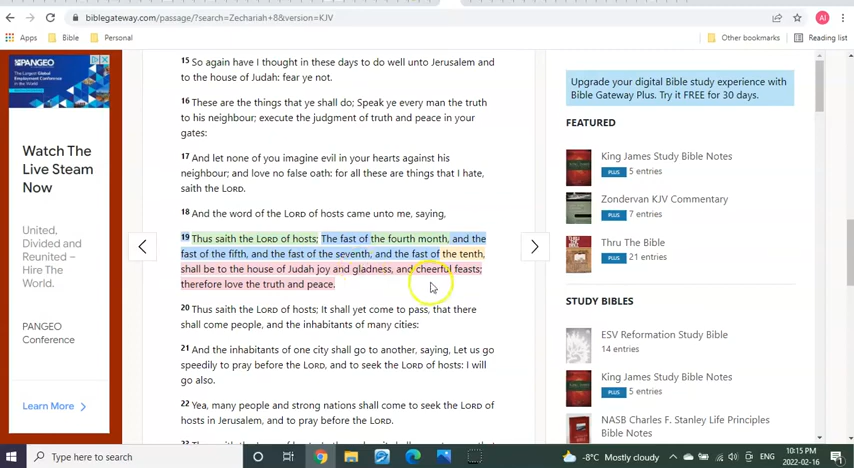 biblegateway.com/passage/?search=Zechariah+8&version=KJV
AI
Apps Bible Personal Other bookmarks Reading list
PANGEO
Watch The
Live Steam
Now
United,
Divided and
Reunited –
Hire The
World.
PANGEO
Conference
Learn More
15 So again have I thought in these days to do well unto Jerusalem and
to the house of Judah: fear ye not.
16 These are the things that ye shall do; Speak ye every man the truth
to his neighbour; execute the judgment of truth and peace in your
gates:
17 And let none of you imagine evil in your hearts against his
neighbour; and love no false oath: for all these are things that I hate,
saith the LORD.
18 And the word of the LORD of hosts came unto me, saying,
19 Thus saith the LORD of hosts; The fast of the fourth month, and the
fast of the fifth, and the fast of the seventh, and the fast of the tenth,
shall be to the house of Judah joy and gladness, and cheerful feasts;
therefore love the truth and peace.
20 Thus saith the LORD of hosts; It shall yet come to pass, that there
shall come people, and the inhabitants of many cities:
21 And the inhabitants of one city shall go to another, saying, Let us go
speedily to pray before the LORD, and to seek the LORD of hosts: I will
go also.
22 Yea, many people and strong nations shall come to seek the LORD of
hosts in Jerusalem, and to pray before the LORD.
Upgrade your digital Bible study experience with
Bible Gateway Plus. Try it FREE for 30 days.
FEATURED
King James Study Bible Notes
PLUS 5 entries
Zondervan KJV Commentary
PLUS 7 entries
Thru The Bible
PLUS 21 entries
STUDY BIBLES
ESV Reformation Study Bible
14 entries
King James Study Bible Notes
PLUS 5 entries
NASB Charles F. Stanley Life Principles
Bible Notes
Type here to search
-8°C Mostly cloudy
ENG
10:15 PM
2022-02-16